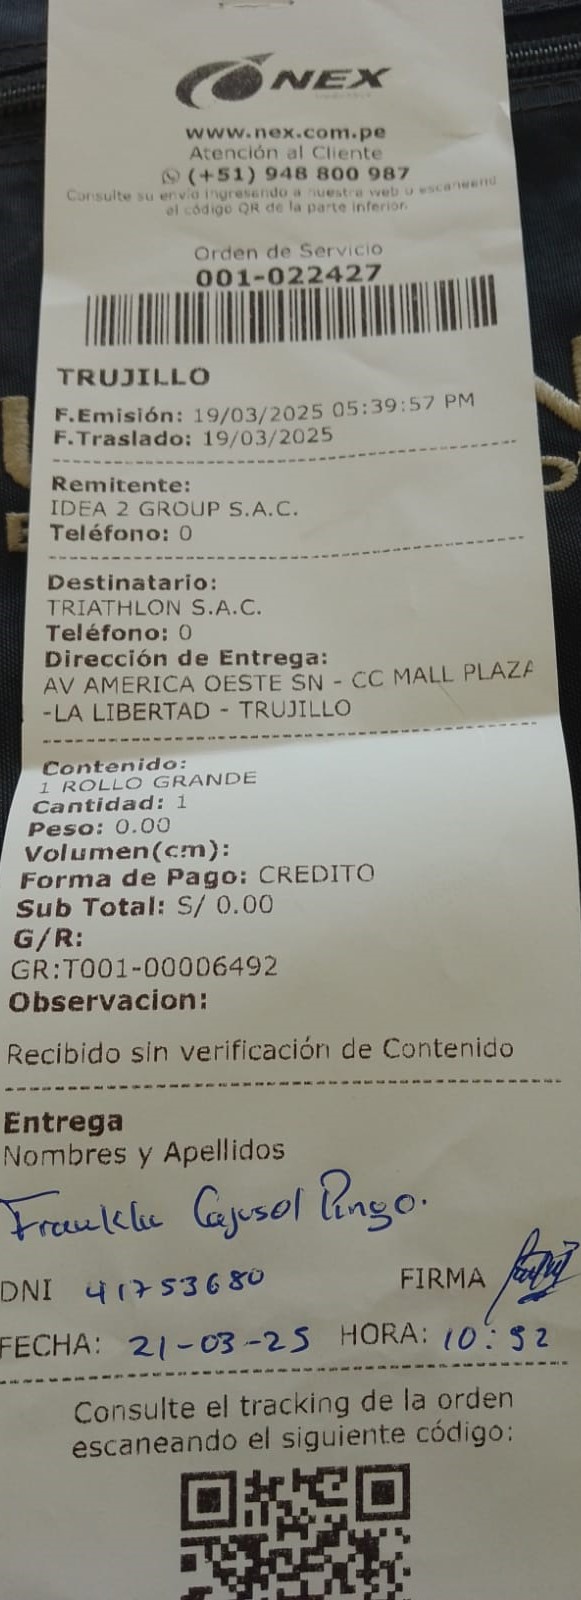 NEX
www.nex.com.pe
Atención al Cliente
(+51) 948 800 987
Consulte su envío ingresando a nuestra web o escaneend
el código QR de la parte inferior.
Orden de Servicio
001-022427
TRUJILLO
F.Emisión: 19/03/2025 05:39:57 PM
F.Traslado: 19/03/2025
Remitente:
IDEA 2 GROUP S.A.C.
Teléfono: 0
Destinatario:
TRIATHLON S.A.C.
Teléfono: 0
Dirección de Entrega:
AV AMERICA OESTE SN - CC MALL PLAZA
-LA LIBERTAD - TRUJILLO
Contenido:
1 ROLLO GRANDE
Cantidad: 1
Peso: 0.00
Volumen(cm):
Forma de Pago: CREDITO
Sub Total: S/ 0.00
G/R:
GR:T001-00006492
Observacion:
Recibido sin verificación de Contenido
Entrega
Nombres y Apellidos
Franklin Cajusol Pingo.
DNI 41753680 FIRMA
FECHA: 21-03-25 HORA: 10:52
Consulte el tracking de la orden
escaneando el siguiente código: